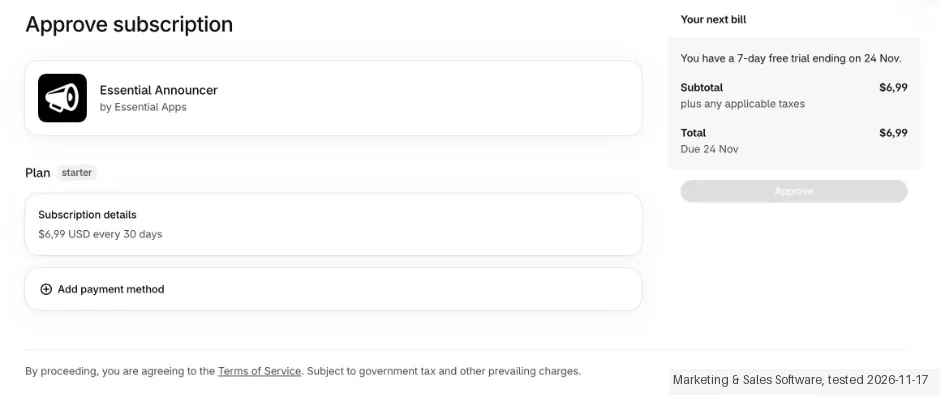 Approve subscription
Essential Announcer
by Essential Apps
Plan starter
Subscription details
$6,99 USD every 30 days
Add payment method
By proceeding, you are agreeing to the Terms of Service. Subject to government tax and other prevailing charges.
Your next bill
You have a 7-day free trial ending on 24 Nov.
Subtotal $6,99
plus any applicable taxes
Total $6,99
Due 24 Nov
Approve
Marketing & Sales Software, tested 2026-11-17